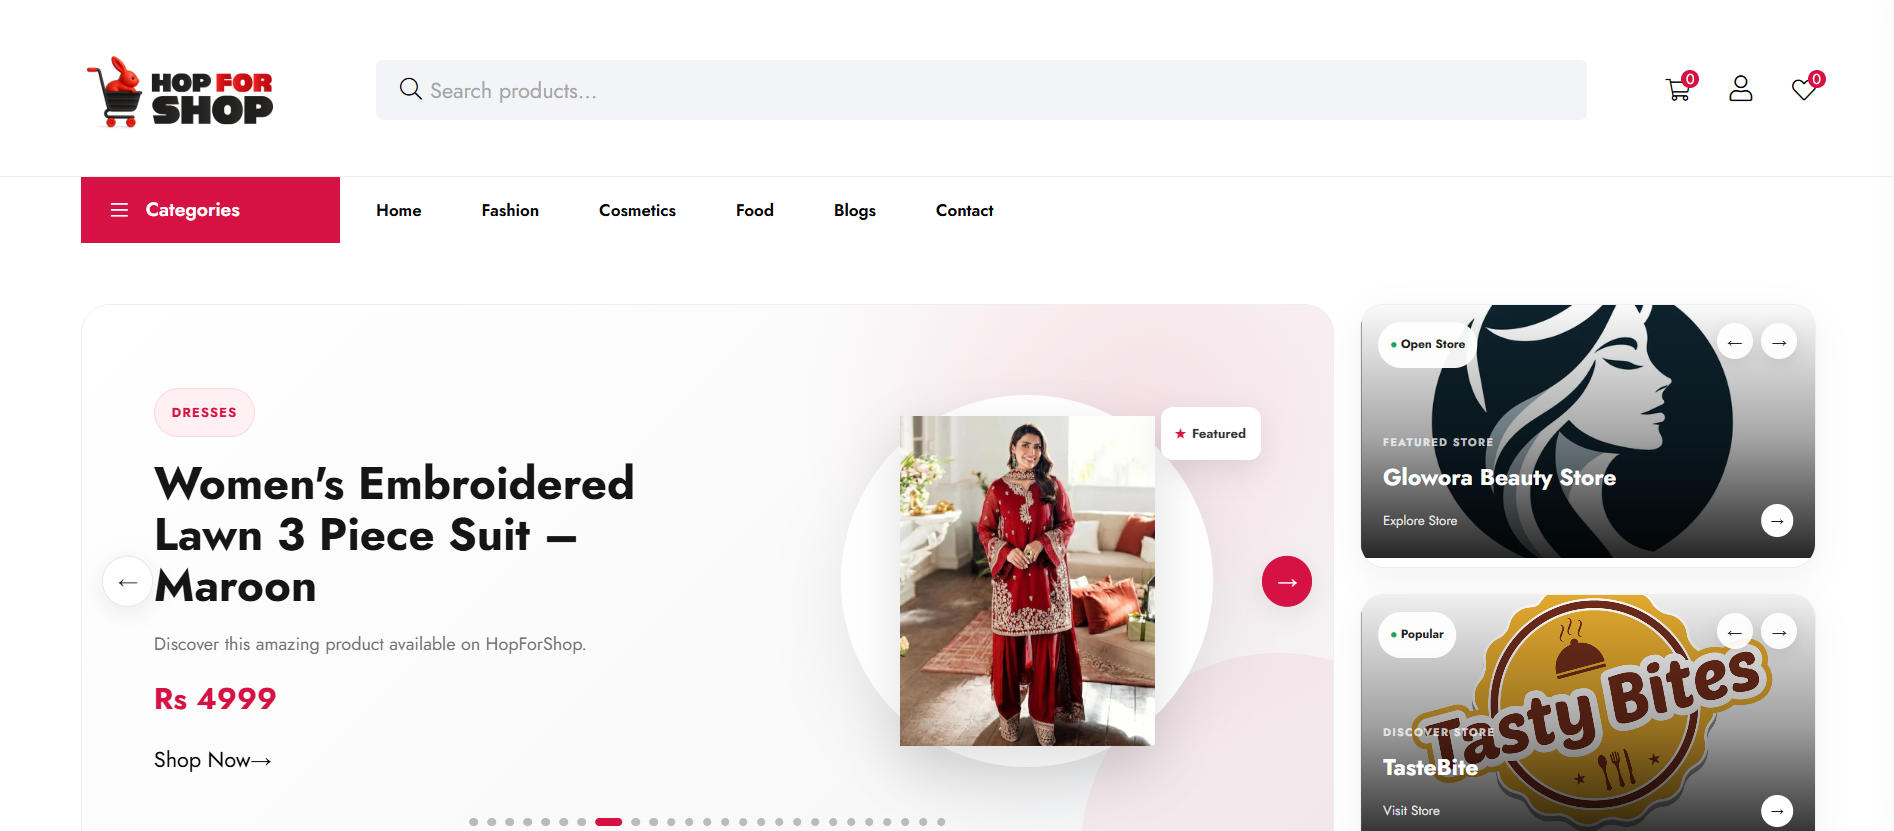 HOP FOR
SHOP
Search products...
0
0
Categories
Home
Fashion
Cosmetics
Food
Blogs
Contact
DRESSES
Women's Embroidered
Lawn 3 Piece Suit –
Maroon
Discover this amazing product available on HopForShop.
Rs 4999
Shop Now→
★ Featured
Open Store
FEATURED STORE
Glowora Beauty Store
Explore Store
Popular
Tasty Bites
DISCOVER STORE
TasteBite
Visit Store